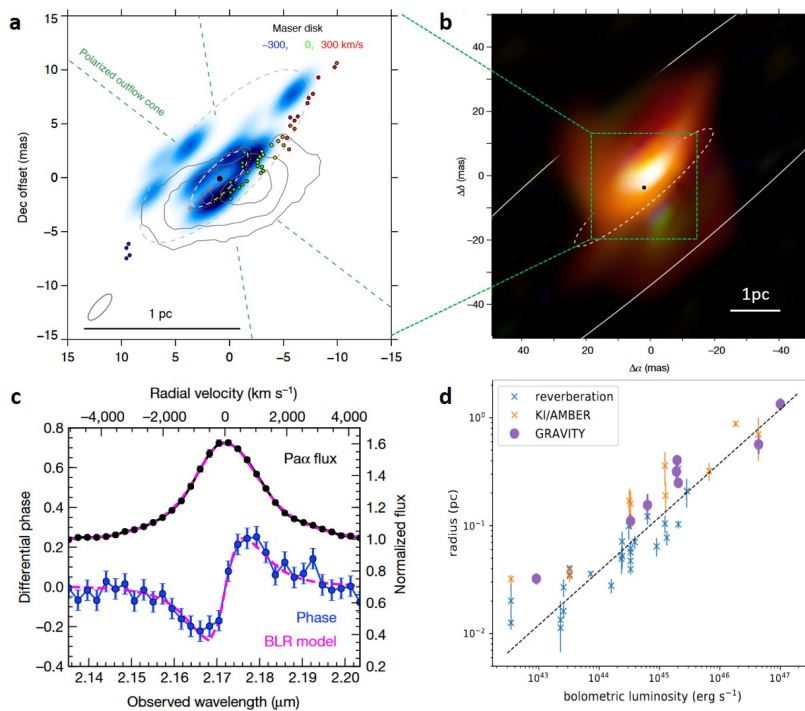 a
Maser disk
−300, 0, 300 km/s
Polarized outflow cone
Dec offset (mas)
15
10
5
0
−5
−10
−15
1 pc
15 10 5 0 −5 −10 −15
b
Δδ (mas)
40
20
0
−20
−40
1pc
40 20 0 −20 −40
Δα (mas)
c
Radial velocity (km s⁻¹)
−4,000 −2,000 0 2,000 4,000
Differential phase
0.8
0.6
0.4
0.2
0.0
−0.2
−0.4
Paα flux
Phase
BLR model
1.6
1.4
1.2
1.0
0.8
0.6
0.4
0.2
Normalized flux
2.14 2.15 2.16 2.17 2.18 2.19 2.20
Observed wavelength (μm)
d
reverberation
KI/AMBER
GRAVITY
radius (pc)
10⁰
10⁻¹
10⁻²
10⁴³ 10⁴⁴ 10⁴⁵ 10⁴⁶ 10⁴⁷
bolometric luminosity (erg s⁻¹)